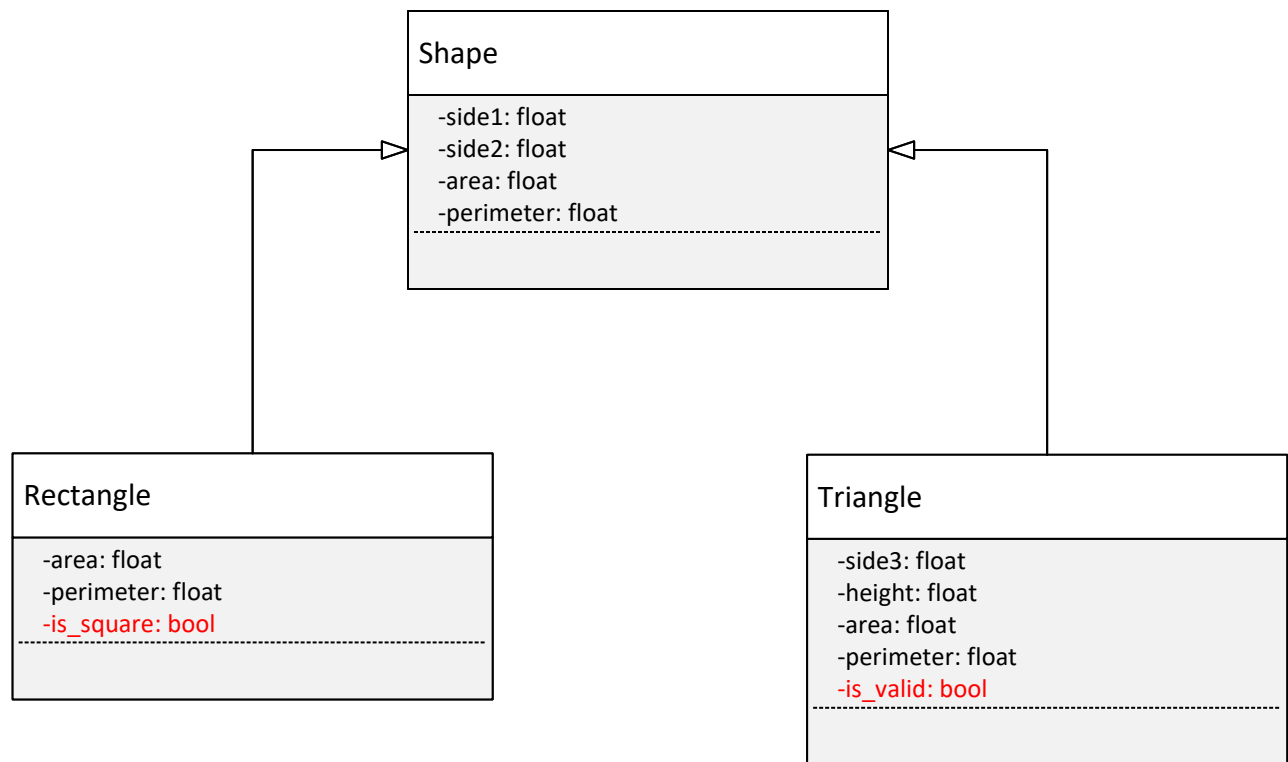 Shape
-side1: float
-side2: float
-area: float
-perimeter: float
Rectangle
-area: float
-perimeter: float
-is_square: bool
Triangle
-side3: float
-height: float
-area: float
-perimeter: float
-is_valid: bool